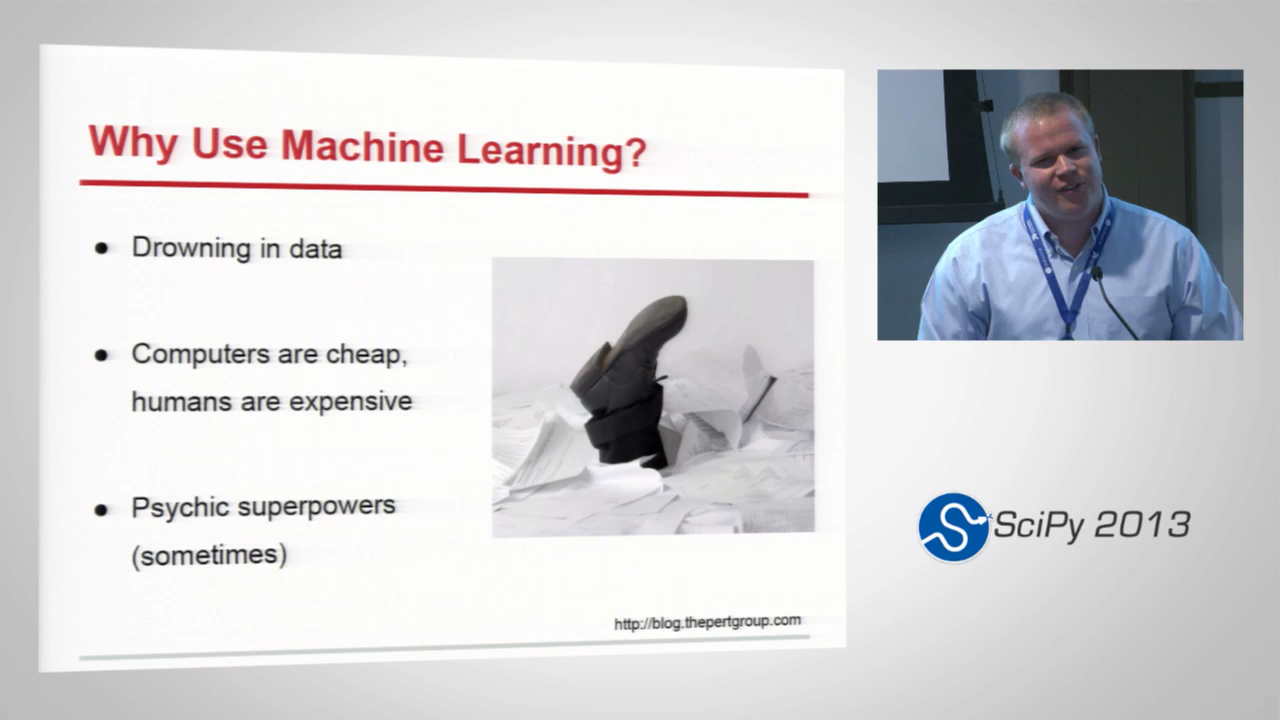 Why Use Machine Learning?
● Drowning in data
● Computers are cheap,
humans are expensive
● Psychic superpowers
(sometimes)
http://blog.thepertgroup.com
SciPy 2013